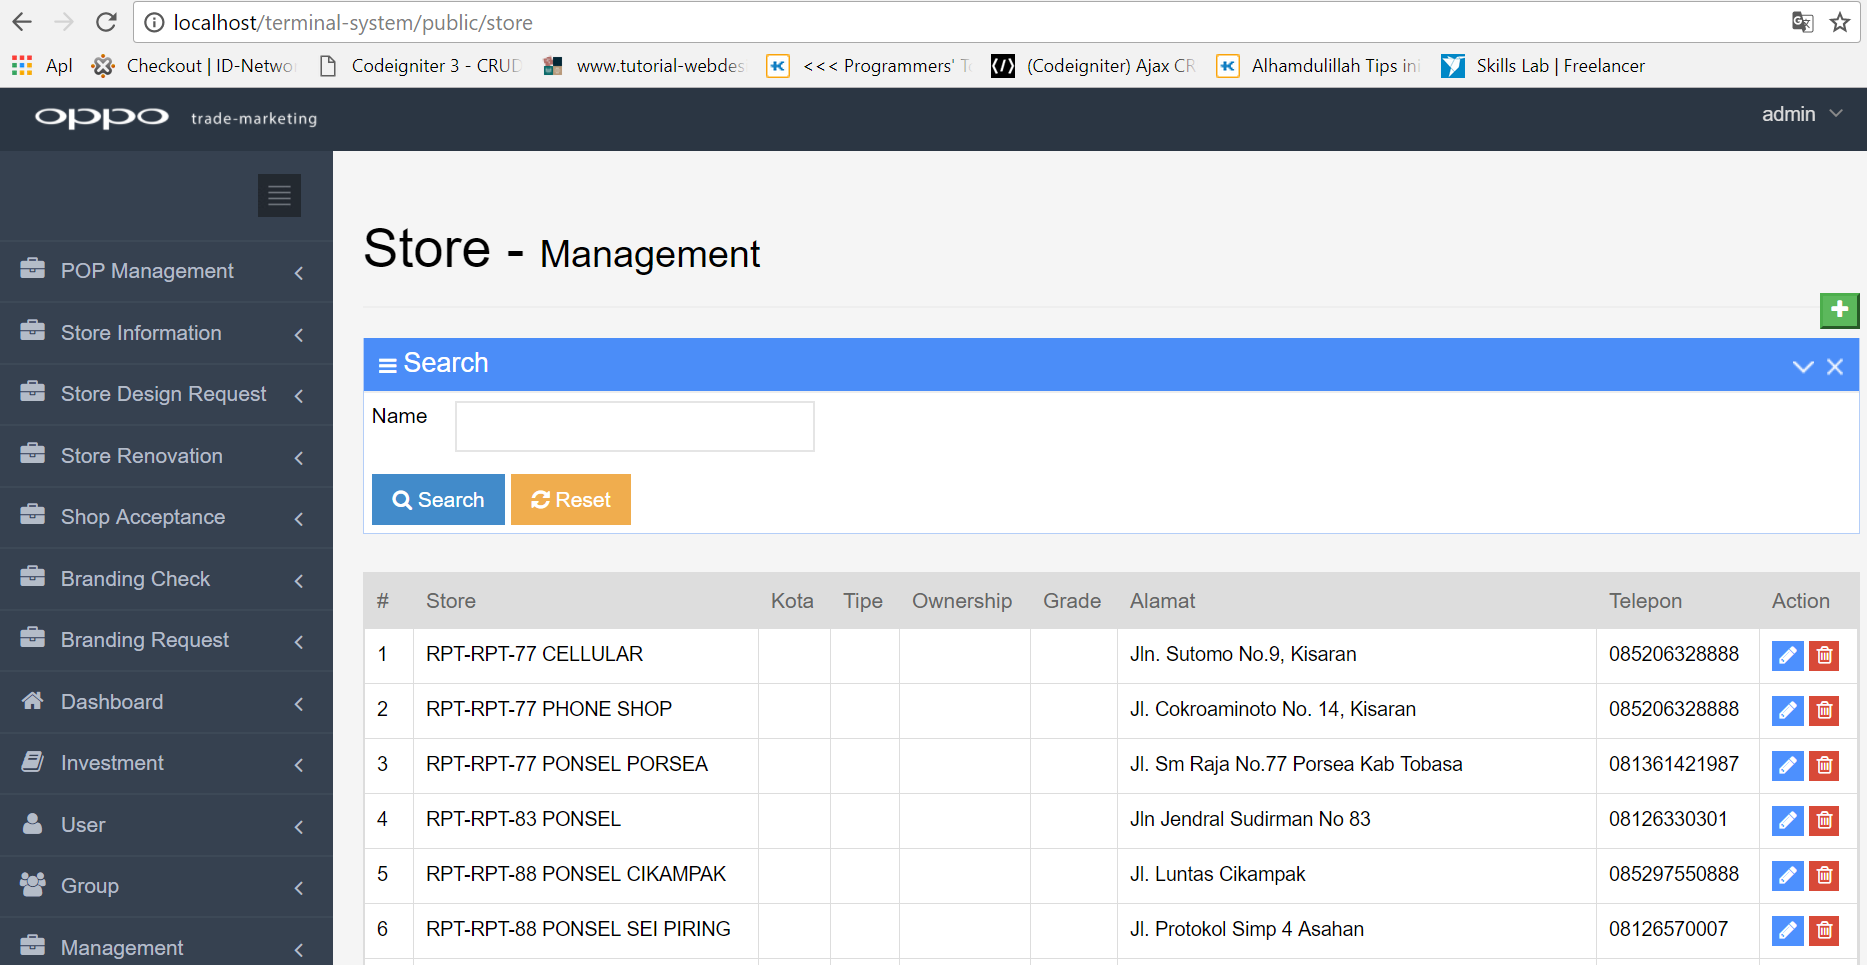 localhost/terminal-system/public/store
Apl Checkout | ID-Netwo Codeigniter 3 - CRUD www.tutorial-webdes <<< Programmers' T (Codeigniter) Ajax CR Alhamdulillah Tips ini Skills Lab | Freelancer
oppo trade-marketing admin
POP Management
Store Information
Store Design Request
Store Renovation
Shop Acceptance
Branding Check
Branding Request
Dashboard
Investment
User
Group
Management
Store - Management
Search
Name
Search Reset
# Store Kota Tipe Ownership Grade Alamat Telepon Action
1 RPT-RPT-77 CELLULAR Jln. Sutomo No.9, Kisaran 085206328888
2 RPT-RPT-77 PHONE SHOP Jl. Cokroaminoto No. 14, Kisaran 085206328888
3 RPT-RPT-77 PONSEL PORSEA Jl. Sm Raja No.77 Porsea Kab Tobasa 081361421987
4 RPT-RPT-83 PONSEL Jln Jendral Sudirman No 83 08126330301
5 RPT-RPT-88 PONSEL CIKAMPAK Jl. Luntas Cikampak 085297550888
6 RPT-RPT-88 PONSEL SEI PIRING Jl. Protokol Simp 4 Asahan 08126570007